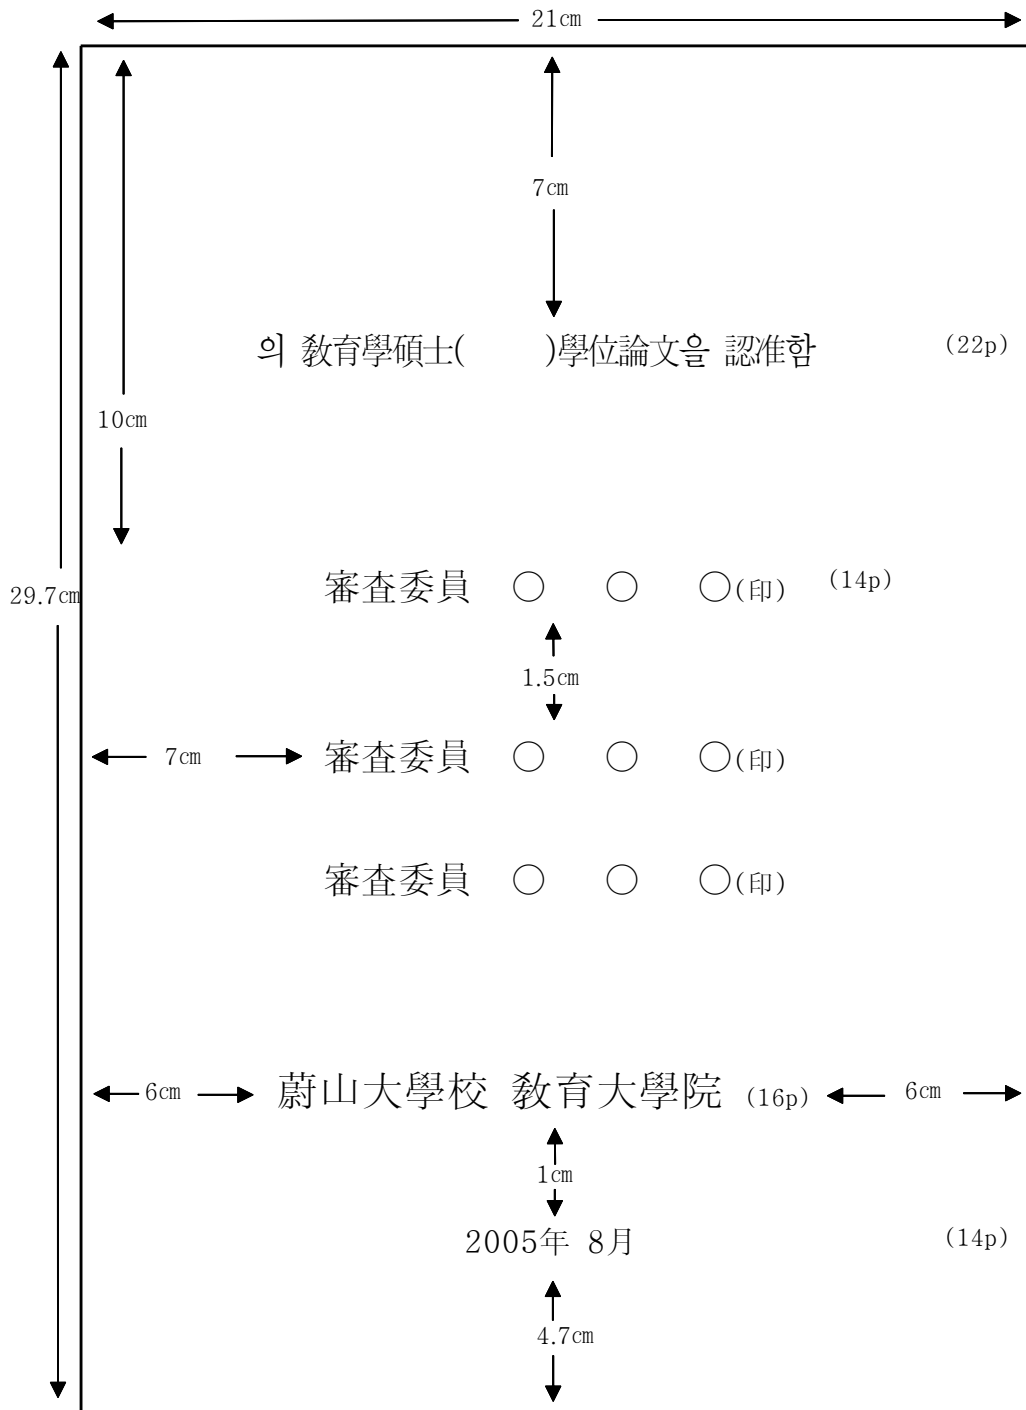 21㎝
7㎝
의 敎育學碩士(        )學位論文을 認准함 (22p)
10㎝
29.7㎝
審査委員 ○ ○ ○(印) (14p)
1.5㎝
7㎝ 審査委員 ○ ○ ○(印)
審査委員 ○ ○ ○(印)
6㎝ 蔚山大學校 敎育大學院 (16p) 6㎝
1㎝
2005年 8月 (14p)
4.7㎝